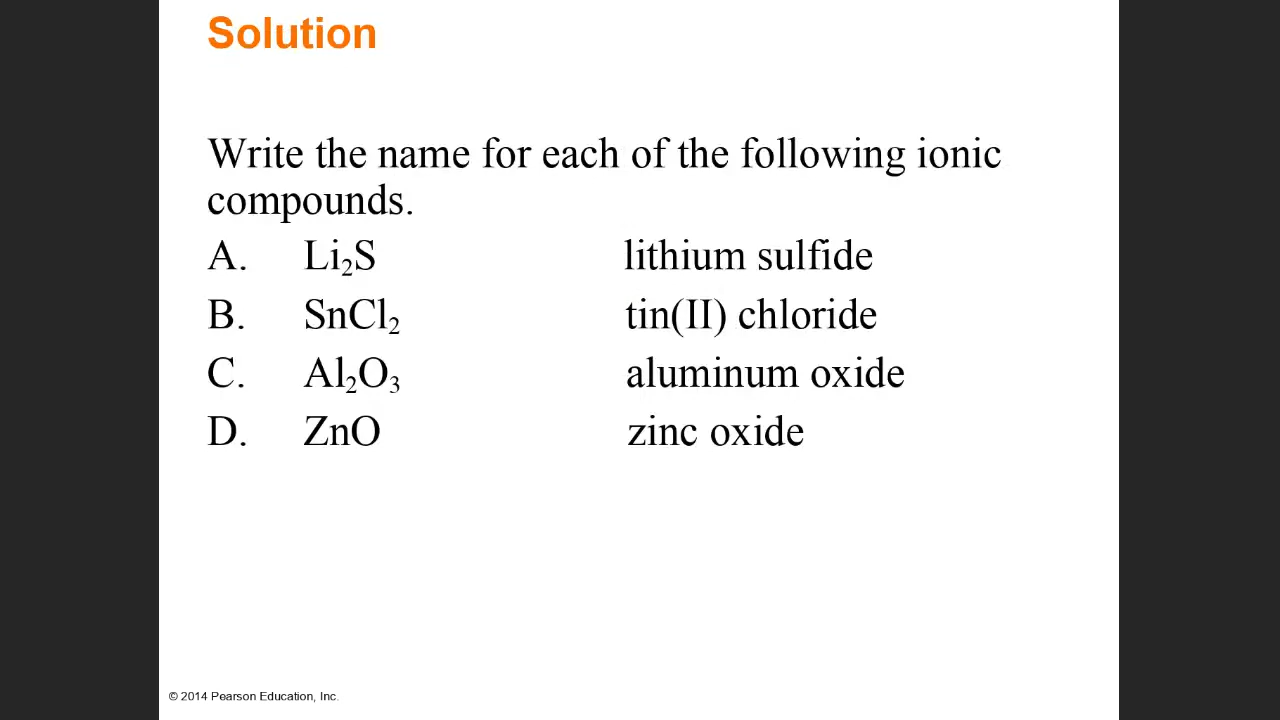 Solution
Write the name for each of the following ionic
compounds.
A. Li₂S lithium sulfide
B. SnCl₂ tin(II) chloride
C. Al₂O₃ aluminum oxide
D. ZnO zinc oxide
© 2014 Pearson Education, Inc.